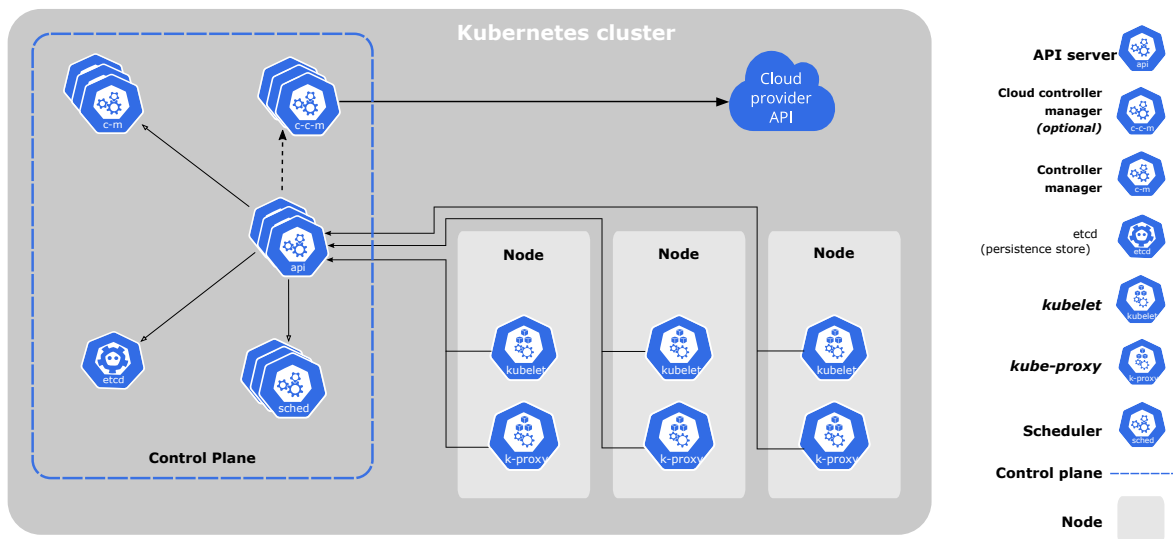 Kubernetes cluster
c-m
c-c-m
Cloud
provider
API
api
etcd
sched
Control Plane
Node
kubelet
k-proxy
Node
kubelet
k-proxy
Node
kubelet
k-proxy
API server
api
Cloud controller
manager
(optional)
c-c-m
Controller
manager
c-m
etcd
(persistence store)
etcd
kubelet
kubelet
kube-proxy
k-proxy
Scheduler
sched
Control plane
Node